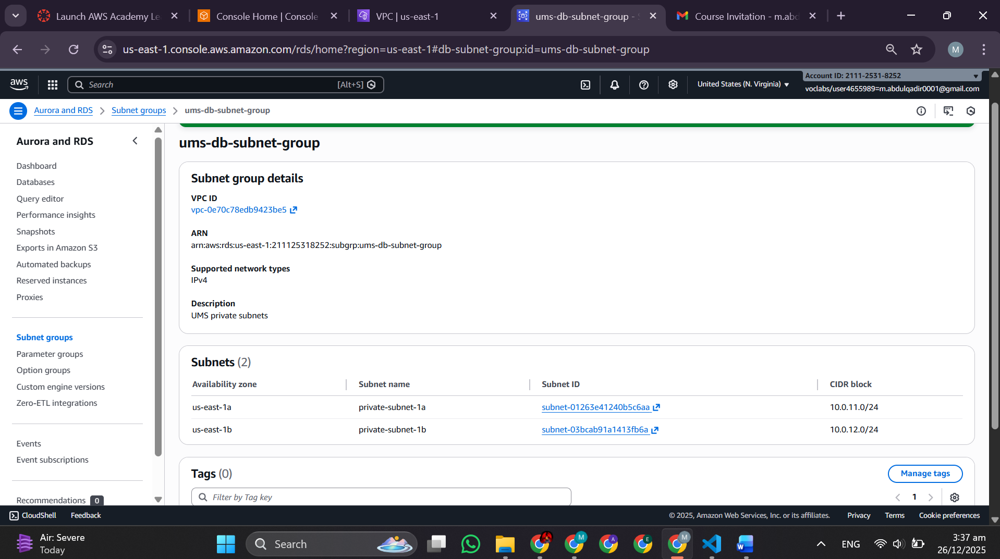 Launch AWS Academy Le
Console Home | Console
VPC | us-east-1
ums-db-subnet-group -
Course Invitation - m.abd
us-east-1.console.aws.amazon.com/rds/home?region=us-east-1#db-subnet-group:id=ums-db-subnet-group
M
aws
Search
[Alt+S]
United States (N. Virginia)
Account ID: 2111-2531-8252
voclabs/user4655989=m.abdulqadir0001@gmail.com
Aurora and RDS
Subnet groups
ums-db-subnet-group
Aurora and RDS
Dashboard
Databases
Query editor
Performance insights
Snapshots
Exports in Amazon S3
Automated backups
Reserved instances
Proxies
Subnet groups
Parameter groups
Option groups
Custom engine versions
Zero-ETL integrations
Events
Event subscriptions
Recommendations 0
ums-db-subnet-group
Subnet group details
VPC ID
vpc-0e70c78edb9423be5
ARN
arn:aws:rds:us-east-1:211125318252:subgrp:ums-db-subnet-group
Supported network types
IPv4
Description
UMS private subnets
Subnets (2)
Availability zone Subnet name Subnet ID CIDR block
us-east-1a private-subnet-1a subnet-01263e41240b5c6aa 10.0.11.0/24
us-east-1b private-subnet-1b subnet-03bcab91a1413fb6a 10.0.12.0/24
Tags (0)
Manage tags
Filter by Tag key
1
CloudShell
Feedback
© 2025, Amazon Web Services, Inc. or its affiliates.
Privacy
Terms
Cookie preferences
Air: Severe
Today
Search
M
A
E
M
W
ENG
3:37 am
26/12/2025